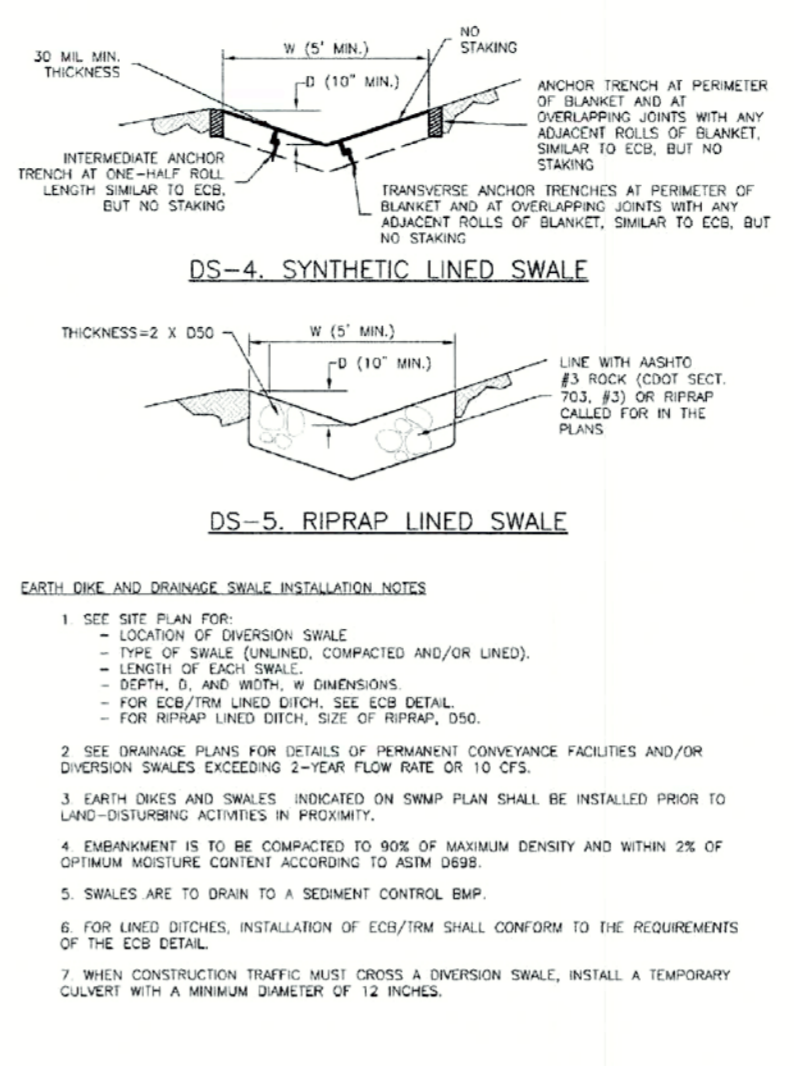 W (5' MIN.)
NO
STAKING
30 MIL MIN.
THICKNESS
D (10" MIN.)
ANCHOR TRENCH AT PERIMETER
OF BLANKET AND AT
OVERLAPPING JOINTS WITH ANY
ADJACENT ROLLS OF BLANKET,
SIMILAR TO ECB, BUT NO
STAKING
INTERMEDIATE ANCHOR
TRENCH AT ONE-HALF ROLL
LENGTH SIMILAR TO ECB,
BUT NO STAKING
TRANSVERSE ANCHOR TRENCHES AT PERIMETER OF
BLANKET AND AT OVERLAPPING JOINTS WITH ANY
ADJACENT ROLLS OF BLANKET, SIMILAR TO ECB, BUT
NO STAKING
DS-4. SYNTHETIC LINED SWALE
THICKNESS=2 X D50
W (5' MIN.)
D (10" MIN.)
LINE WITH AASHTO
#3 ROCK (CDOT SECT.
703, #3) OR RIPRAP
CALLED FOR IN THE
PLANS
DS-5. RIPRAP LINED SWALE
EARTH DIKE AND DRAINAGE SWALE INSTALLATION NOTES
1. SEE SITE PLAN FOR:
- LOCATION OF DIVERSION SWALE
- TYPE OF SWALE (UNLINED, COMPACTED AND/OR LINED).
- LENGTH OF EACH SWALE.
- DEPTH, D, AND WIDTH, W DIMENSIONS.
- FOR ECB/TRM LINED DITCH, SEE ECB DETAIL.
- FOR RIPRAP LINED DITCH, SIZE OF RIPRAP, D50.
2. SEE DRAINAGE PLANS FOR DETAILS OF PERMANENT CONVEYANCE FACILITIES AND/OR
DIVERSION SWALES EXCEEDING 2-YEAR FLOW RATE OR 10 CFS.
3. EARTH DIKES AND SWALES INDICATED ON SWMP PLAN SHALL BE INSTALLED PRIOR TO
LAND-DISTURBING ACTIVITIES IN PROXIMITY.
4. EMBANKMENT IS TO BE COMPACTED TO 90% OF MAXIMUM DENSITY AND WITHIN 2% OF
OPTIMUM MOISTURE CONTENT ACCORDING TO ASTM D698.
5. SWALES ARE TO DRAIN TO A SEDIMENT CONTROL BMP.
6. FOR LINED DITCHES, INSTALLATION OF ECB/TRM SHALL CONFORM TO THE REQUIREMENTS
OF THE ECB DETAIL.
7. WHEN CONSTRUCTION TRAFFIC MUST CROSS A DIVERSION SWALE, INSTALL A TEMPORARY
CULVERT WITH A MINIMUM DIAMETER OF 12 INCHES.